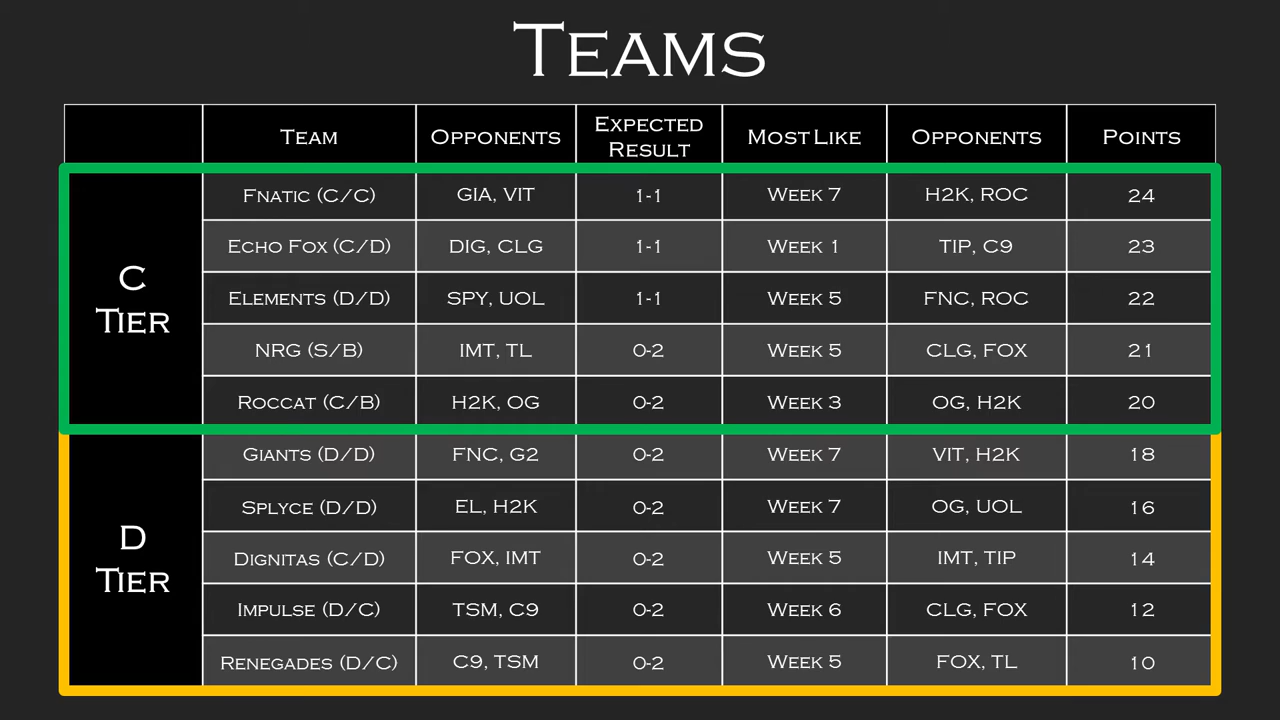 TEAMS
TEAM OPPONENTS EXPECTED RESULT MOST LIKE OPPONENTS POINTS
C TIER
FNATIC (C/C) GIA, VIT 1-1 WEEK 7 H2K, ROC 24
ECHO FOX (C/D) DIG, CLG 1-1 WEEK 1 TIP, C9 23
ELEMENTS (D/D) SPY, UOL 1-1 WEEK 5 FNC, ROC 22
NRG (S/B) IMT, TL 0-2 WEEK 5 CLG, FOX 21
ROCCAT (C/B) H2K, OG 0-2 WEEK 3 OG, H2K 20
D TIER
GIANTS (D/D) FNC, G2 0-2 WEEK 7 VIT, H2K 18
SPLYCE (D/D) EL, H2K 0-2 WEEK 7 OG, UOL 16
DIGNITAS (C/D) FOX, IMT 0-2 WEEK 5 IMT, TIP 14
IMPULSE (D/C) TSM, C9 0-2 WEEK 6 CLG, FOX 12
RENEGADES (D/C) C9, TSM 0-2 WEEK 5 FOX, TL 10